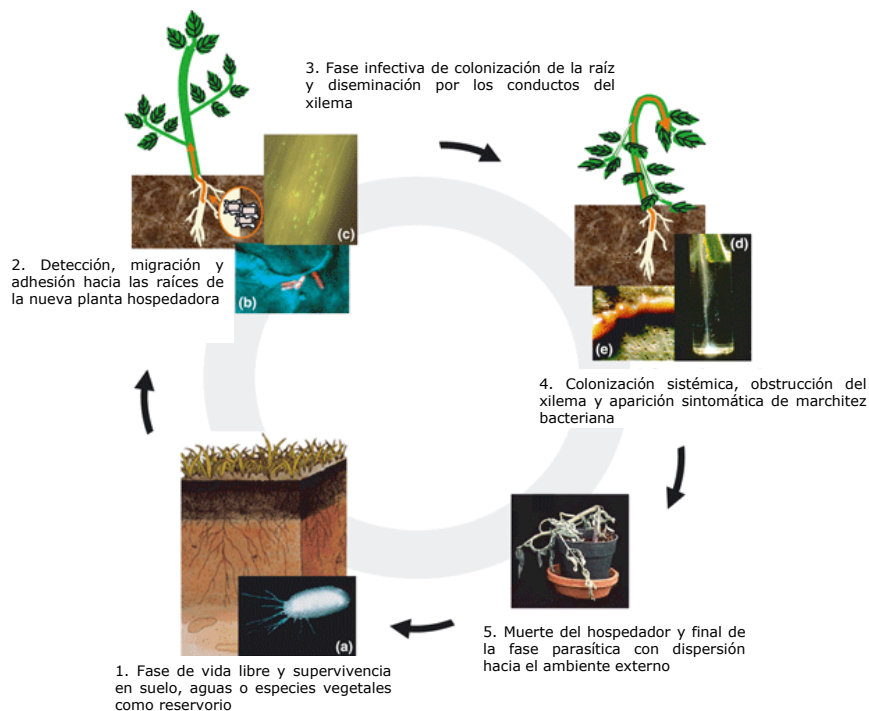 3. Fase infectiva de colonización de la raíz
y diseminación por los conductos del
xilema
(c)
(b)
2. Detección, migración y
adhesión hacia las raíces de
la nueva planta hospedadora
(d)
(e)
4. Colonización sistémica, obstrucción del
xilema y aparición sintomática de marchitez
bacteriana
(a)
1. Fase de vida libre y supervivencia
en suelo, aguas o especies vegetales
como reservorio
5. Muerte del hospedador y final de
la fase parasítica con dispersión
hacia el ambiente externo